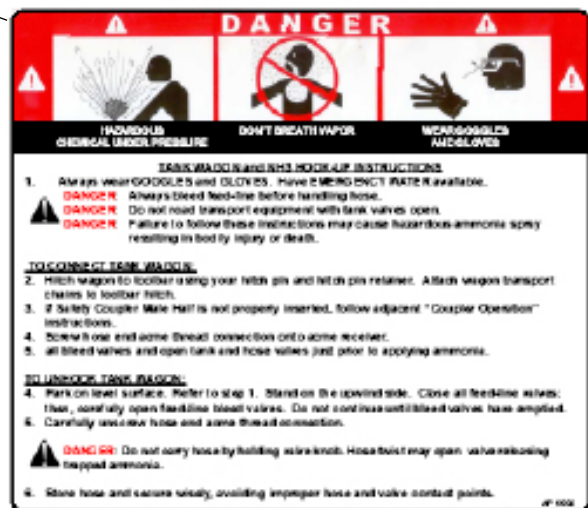 DANGER
HAZARDOUS
CHEMICAL UNDER PRESSURE
DON'T BREATH VAPOR
WEAR GOGGLES
AND GLOVES
TANK WAGON and NH3 HOOK-UP INSTRUCTIONS
1. Always wear GOGGLES and GLOVES. Have EMERGENCY WATER available.
DANGER: Always bleed feed-line before handling hose.
DANGER: Do not road transport equipment with tank valves open.
DANGER: Failure to follow these instructions may cause hazardous ammonia spray
resulting in bodily injury or death.
TO CONNECT TANK WAGON:
2. Hitch wagon to toolbar using your hitch pin and hitch pin retainer. Attach wagon transport
chains to toolbar hitch.
3. If Safety Coupler Male Half is not properly inserted, follow adjacent "Coupler Operation"
instructions.
4. Screw hose end acme thread connection onto acme receiver.
5. all bleed valves and open tank and hose valves just prior to applying ammonia.
TO UNHOOK TANK WAGON:
4. Park on level surface. Refer to step 1. Stand on the upwind side. Close all feed-line valves:
then, carefully open feed-line bleed valves. Do not continue until bleed valves have emptied.
Carefully unscrew hose end acme thread connection.
DANGER: Do not carry hose by holding valve knob. Hose twist may open valve releasing
trapped ammonia.
6. Store hose and secure wisely, avoiding improper hose and valve contact points.